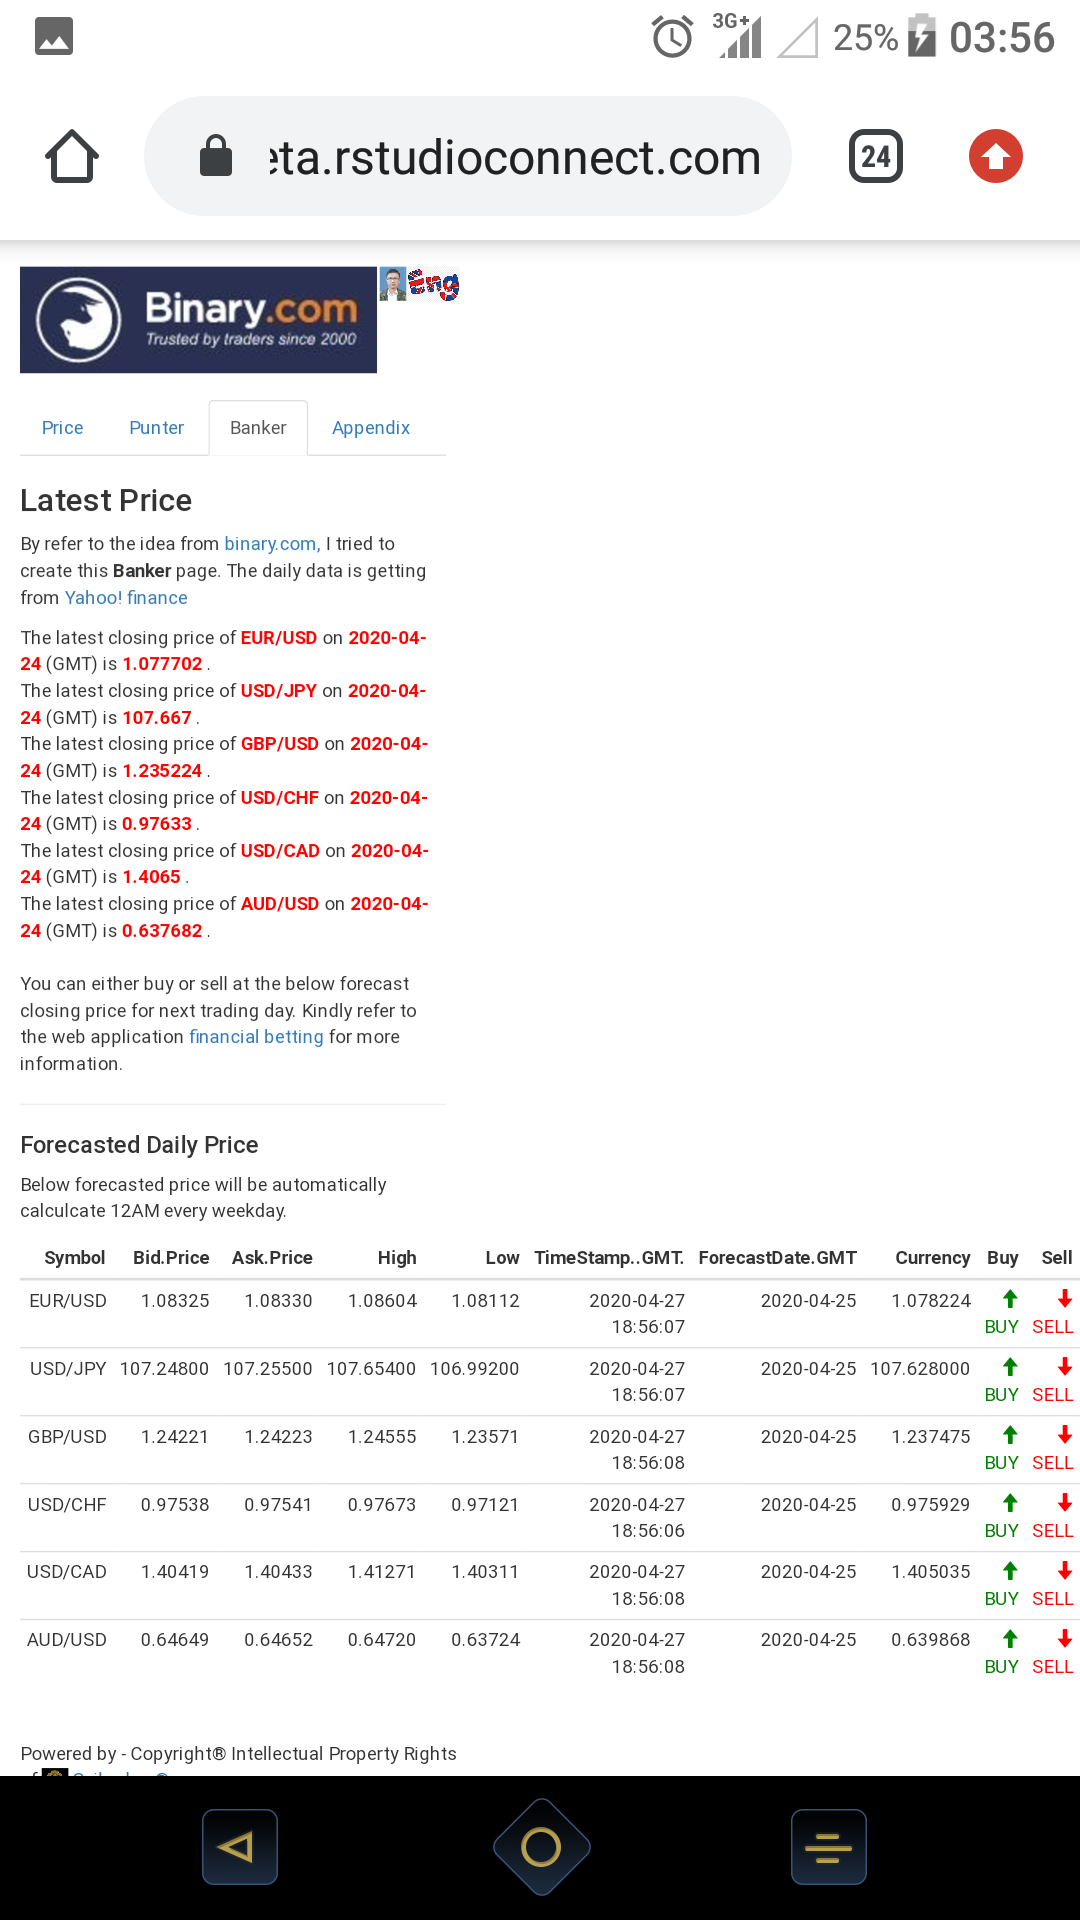 3G+ 25% 03:56
eta.rstudioconnect.com 24
Binary.com Eng
Trusted by traders since 2000
Price Punter Banker Appendix
Latest Price
By refer to the idea from binary.com, I tried to
create this Banker page. The daily data is getting
from Yahoo! finance
The latest closing price of EUR/USD on 2020-04-
24 (GMT) is 1.077702 .
The latest closing price of USD/JPY on 2020-04-
24 (GMT) is 107.667 .
The latest closing price of GBP/USD on 2020-04-
24 (GMT) is 1.235224 .
The latest closing price of USD/CHF on 2020-04-
24 (GMT) is 0.97633 .
The latest closing price of USD/CAD on 2020-04-
24 (GMT) is 1.4065 .
The latest closing price of AUD/USD on 2020-04-
24 (GMT) is 0.637682 .
You can either buy or sell at the below forecast
closing price for next trading day. Kindly refer to
the web application financial betting for more
information.
Forecasted Daily Price
Below forecasted price will be automatically
calculcate 12AM every weekday.
Symbol Bid.Price Ask.Price High Low TimeStamp..GMT. ForecastDate.GMT Currency Buy Sell
EUR/USD 1.08325 1.08330 1.08604 1.08112 2020-04-27 2020-04-25 1.078224
18:56:07 BUY SELL
USD/JPY 107.24800 107.25500 107.65400 106.99200 2020-04-27 2020-04-25 107.628000
18:56:07 BUY SELL
GBP/USD 1.24221 1.24223 1.24555 1.23571 2020-04-27 2020-04-25 1.237475
18:56:08 BUY SELL
USD/CHF 0.97538 0.97541 0.97673 0.97121 2020-04-27 2020-04-25 0.975929
18:56:06 BUY SELL
USD/CAD 1.40419 1.40433 1.41271 1.40311 2020-04-27 2020-04-25 1.405035
18:56:08 BUY SELL
AUD/USD 0.64649 0.64652 0.64720 0.63724 2020-04-27 2020-04-25 0.639868
18:56:08 BUY SELL
Powered by - Copyright® Intellectual Property Rights